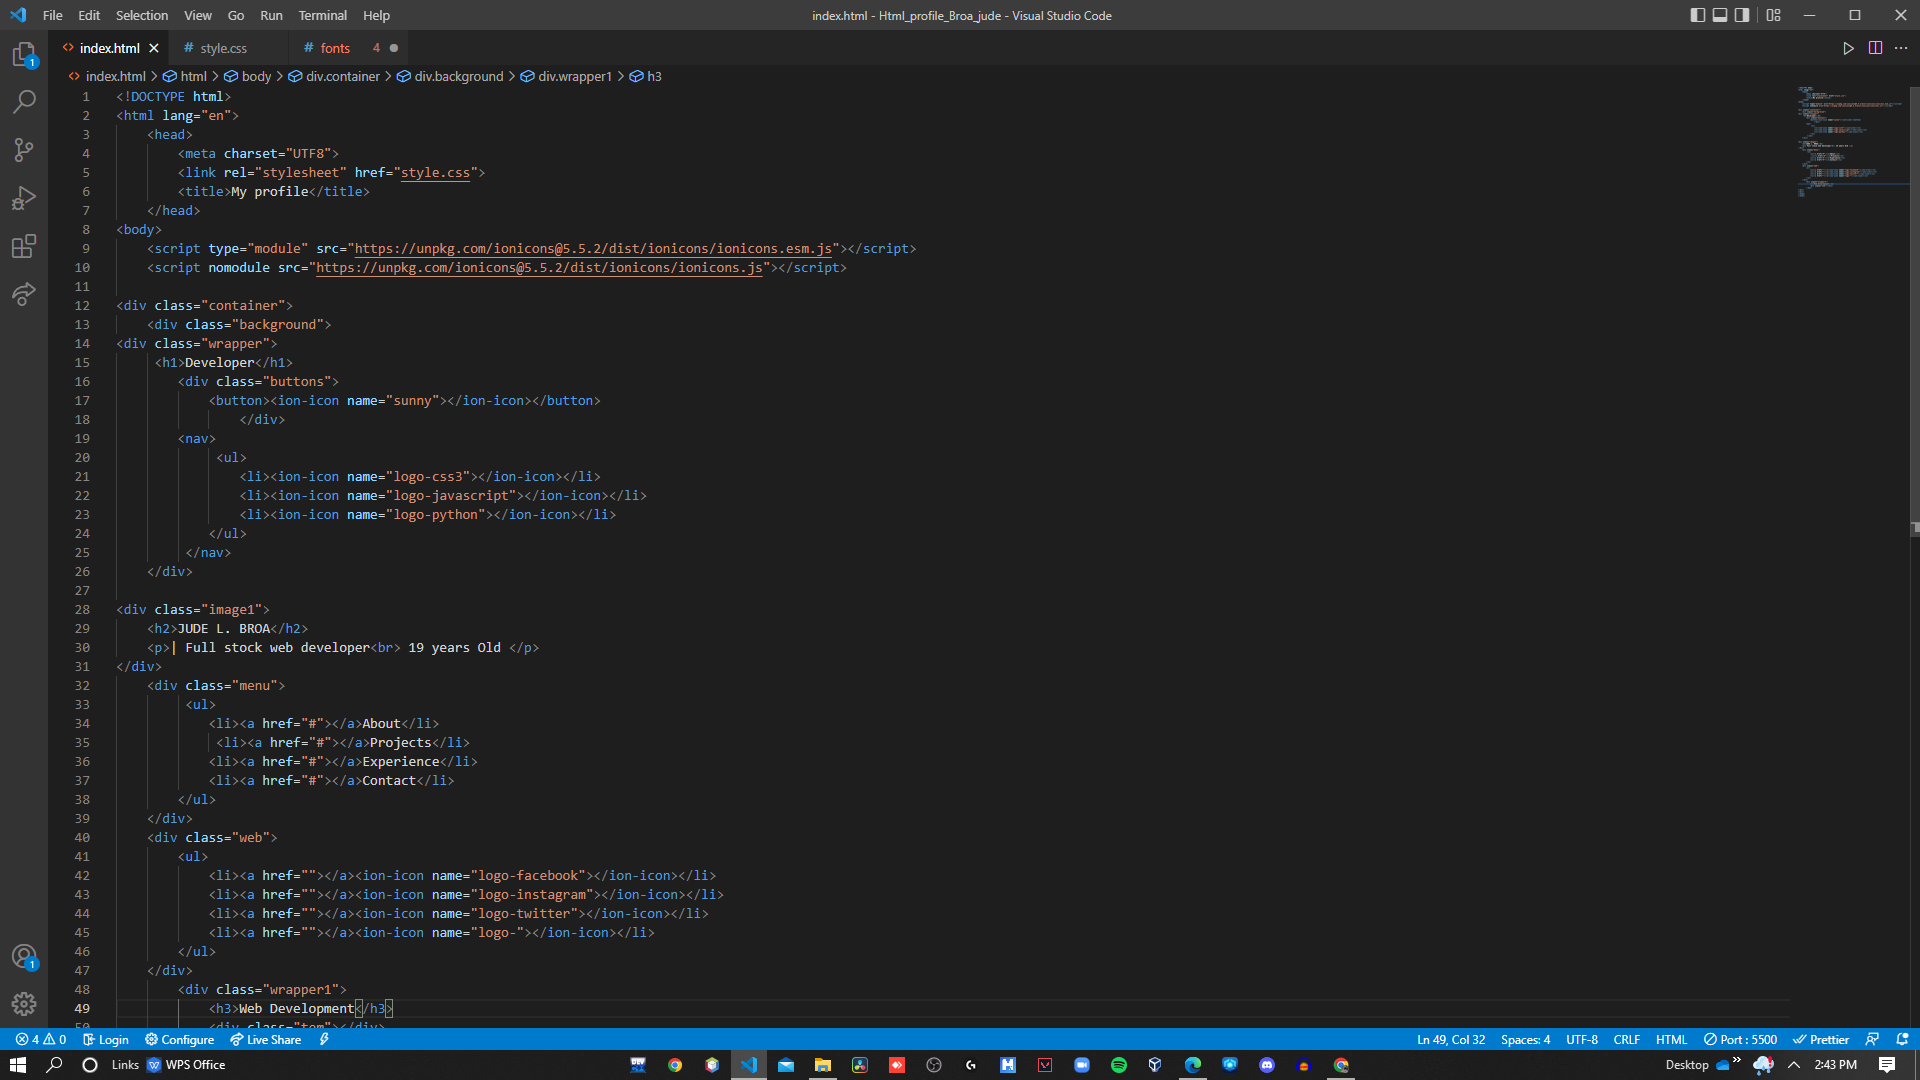 File Edit Selection View Go Run Terminal Help index.html - Html_profile_Broa_jude - Visual Studio Code
index.html style.css fonts 4
index.html > html > body > div.container > div.background > div.wrapper1 > h3
1 <!DOCTYPE html>
2 <html lang="en">
3 <head>
4 <meta charset="UTF8">
5 <link rel="stylesheet" href="style.css">
6 <title>My profile</title>
7 </head>
8 <body>
9 <script type="module" src="https://unpkg.com/ionicons@5.5.2/dist/ionicons/ionicons.esm.js"></script>
10 <script nomodule src="https://unpkg.com/ionicons@5.5.2/dist/ionicons/ionicons.js"></script>
11
12 <div class="container">
13 <div class="background">
14 <div class="wrapper">
15 <h1>Developer</h1>
16 <div class="buttons">
17 <button><ion-icon name="sunny"></ion-icon></button>
18 </div>
19 <nav>
20 <ul>
21 <li><ion-icon name="logo-css3"></ion-icon></li>
22 <li><ion-icon name="logo-javascript"></ion-icon></li>
23 <li><ion-icon name="logo-python"></ion-icon></li>
24 </ul>
25 </nav>
26 </div>
27
28 <div class="image1">
29 <h2>JUDE L. BROA</h2>
30 <p>| Full stock web developer<br> 19 years Old </p>
31 </div>
32 <div class="menu">
33 <ul>
34 <li><a href="#"></a>About</li>
35 <li><a href="#"></a>Projects</li>
36 <li><a href="#"></a>Experience</li>
37 <li><a href="#"></a>Contact</li>
38 </ul>
39 </div>
40 <div class="web">
41 <ul>
42 <li><a href=""></a><ion-icon name="logo-facebook"></ion-icon></li>
43 <li><a href=""></a><ion-icon name="logo-instagram"></ion-icon></li>
44 <li><a href=""></a><ion-icon name="logo-twitter"></ion-icon></li>
45 <li><a href=""></a><ion-icon name="logo-"></ion-icon></li>
46 </ul>
47 </div>
48 <div class="wrapper1">
49 <h3>Web Development</h3>
50 <div class="tom"></div>
4 0 Login Configure Live Share Ln 49, Col 32 Spaces: 4 UTF-8 CRLF HTML Port : 5500 Prettier
Links WPS Office Desktop 2:43 PM